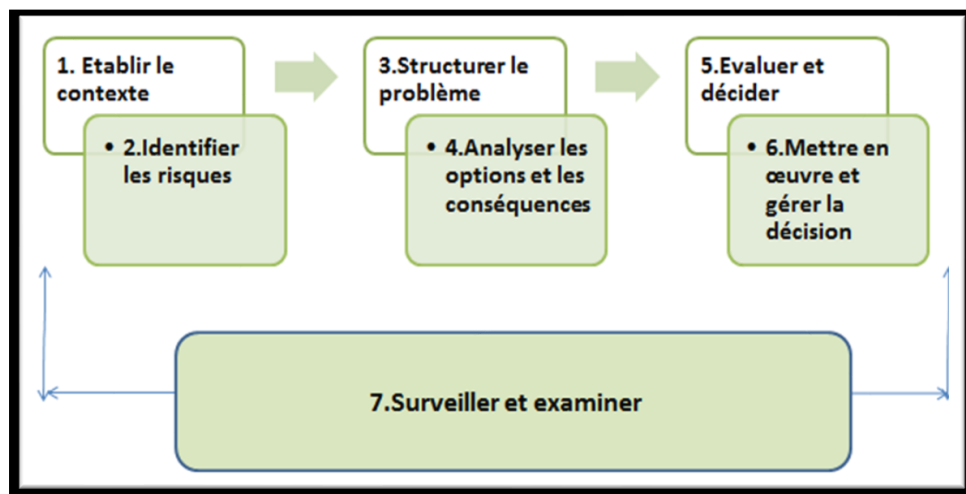 1. Etablir le
contexte
• 2.Identifier
les risques
3.Structurer le
problème
• 4.Analyser les
options et les
conséquences
5.Evaluer et
décider
• 6.Mettre en
œuvre et
gérer la
décision
7.Surveiller et examiner